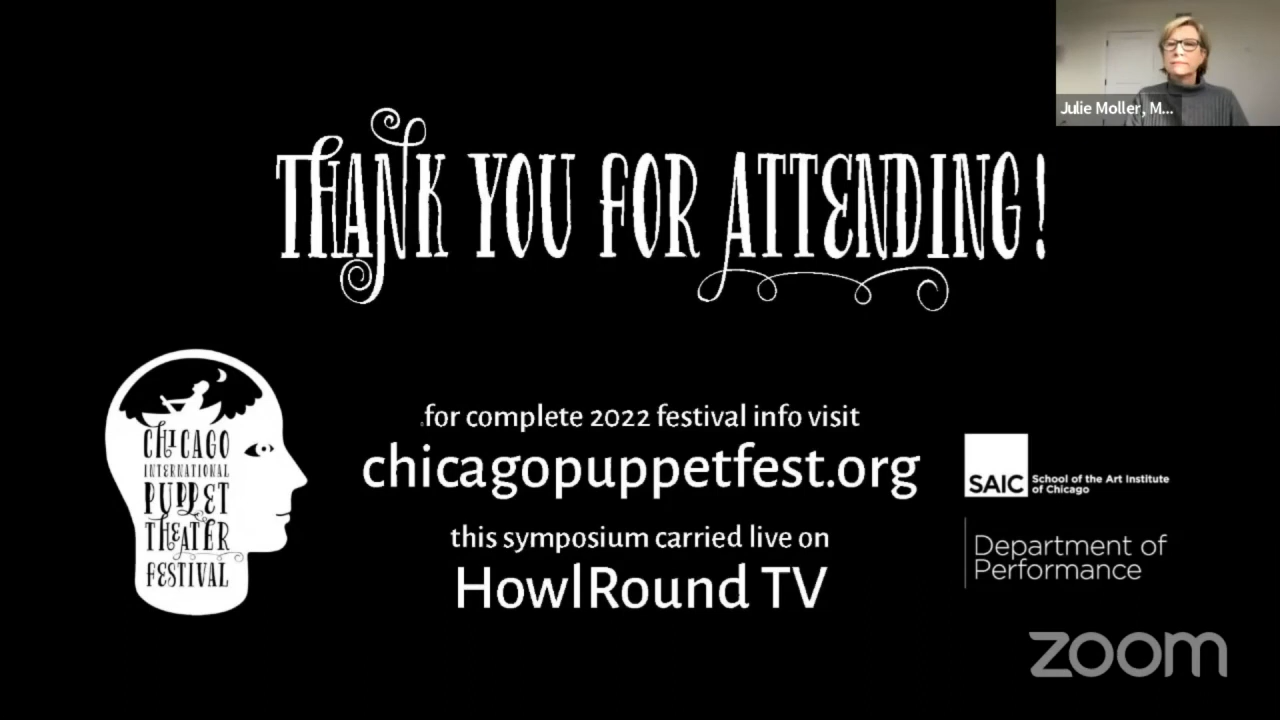 Julie Moller, M...
THANK YOU FOR ATTENDING!
CHICAGO
INTERNATIONAL
PUPPET
THEATER
FESTIVAL
for complete 2022 festival info visit
chicagopuppetfest.org
this symposium carried live on
HowlRound TV
SAIC
School of the Art Institute
of Chicago
Department of
Performance
zoom